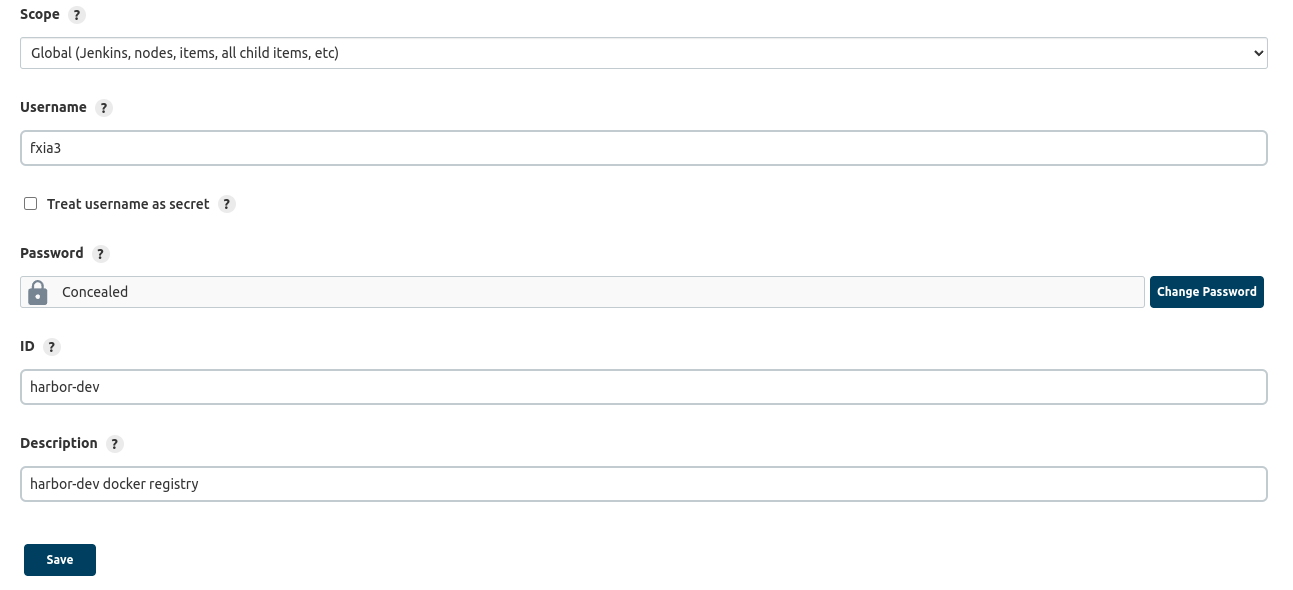 Scope ?
Global (Jenkins, nodes, items, all child items, etc)
Username ?
fxia3
Treat username as secret ?
Password ?
Concealed Change Password
ID ?
harbor-dev
Description ?
harbor-dev docker registry
Save